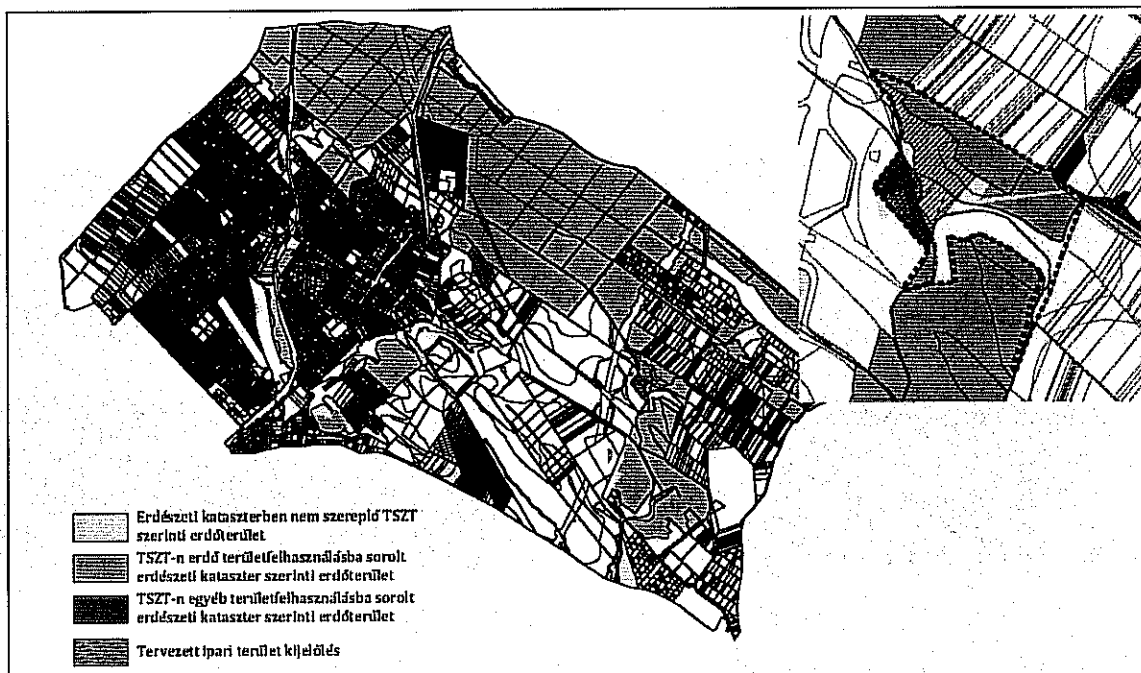 Erdészeti kataszterben nem szereplő TSZT
szerinti erdőterület
TSZT-n erdő területfelhasználásba sorolt
erdészeti kataszter szerinti erdőterület
TSZT-n egyéb területfelhasználásba sorolt
erdészeti kataszter szerinti erdőterület
Tervezett ipari terület kijelölés